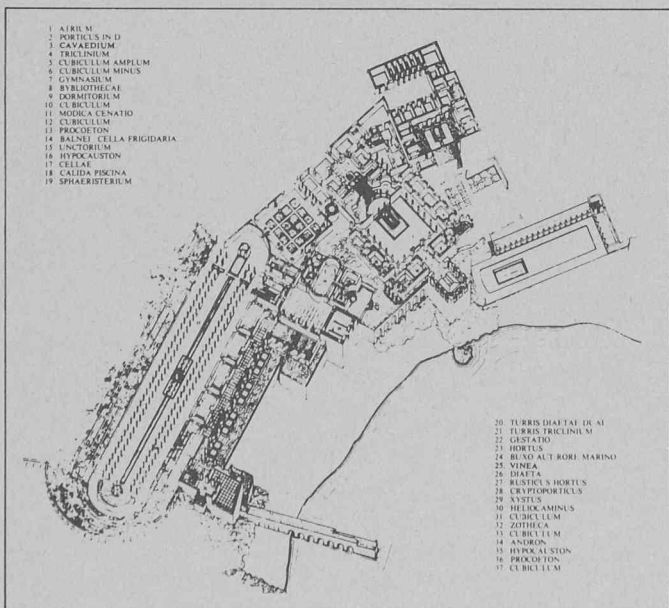 1 ATRIUM
2 PORTICUS IN D
3 CAVAEDIUM
4 TRICLINIUM
5 CUBICULUM AMPLUM
6 CUBICULUM MINUS
7 GYMNASIUM
8 BYBLIOTHECAE
9 DORMITORIUM
10 CUBICULUM
11 MODICA CENATIO
12 CUBICULUM
13 PROCOETON
14 BALNEI CELLA FRIGIDARIA
15 UNCTORIUM
16 HYPOCAUSTON
17 CELLAE
18 CALIDA PISCINA
19 SPHAERISTERIUM
20. TURRIS DIAETAE DUAE
21 TURRIS TRICLINIUM
22 GESTATIO
23 HORTUS
24 BUXO AUT RORE MARINO
25. VINEA
26 DIAETA
27 RUSTICUS HORTUS
28 CRYPTOPORTICUS
29 XYSTUS
30 HELIOCAMINUS
31 CUBICULUM
32 ZOTHECA
33 CUBICULUM
34 ANDRON
35 HYPOCAUSTON
36 PROCOETON
37 CUBICULUM